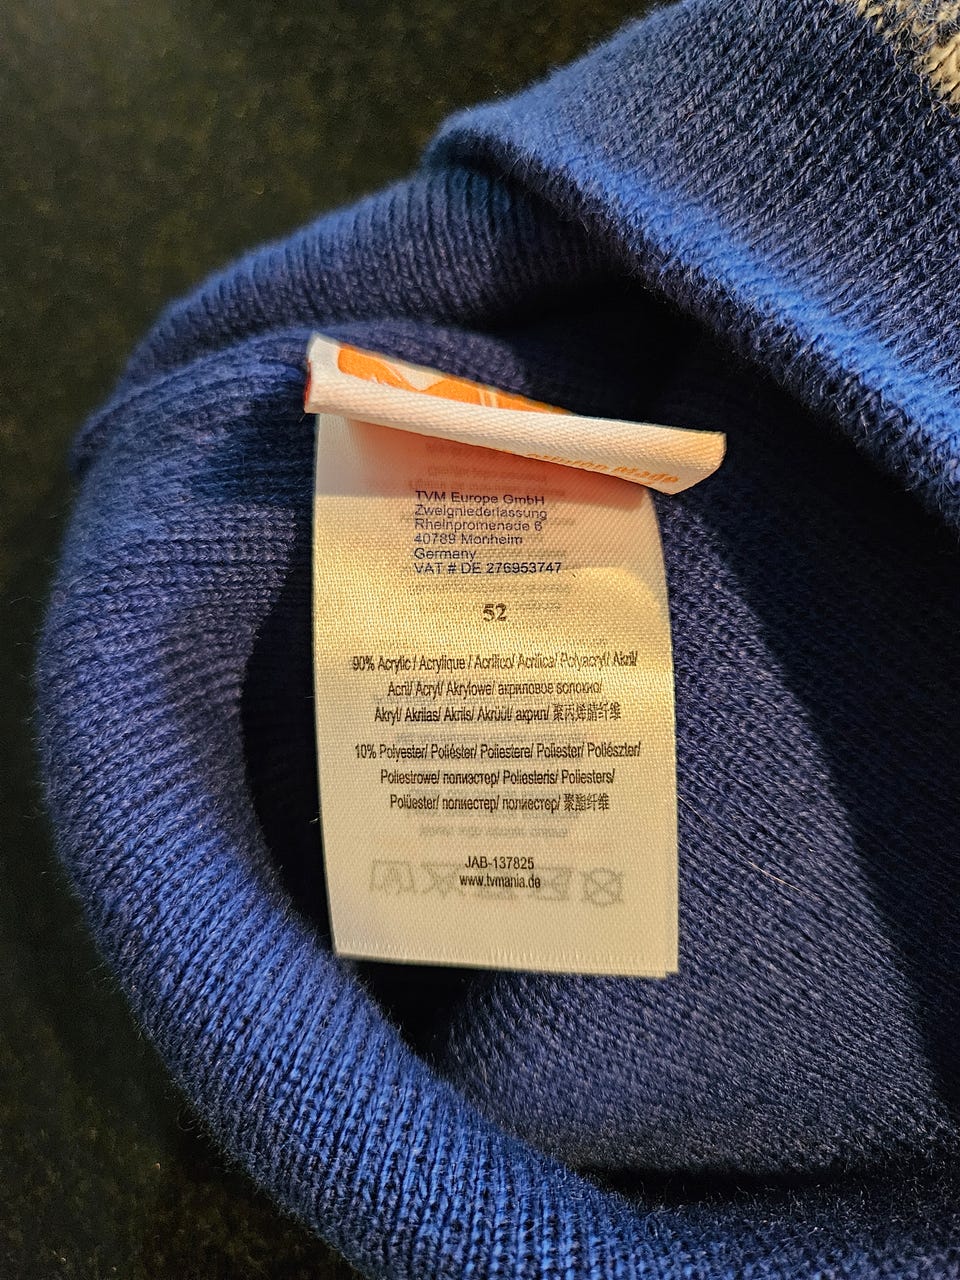 TVM Europe GmbH
Zweigniederlassung
Rheinpromenade 6
40789 Monheim
Germany
VAT # DE 276953747
52
90% Acrylic / Acrylique / Acrílico/ Acrilica/ Polyacryl/ Akril/
Acril/ Acryl/ Akrylowe/ акриловое волокно/
Akryl/ Akrilas/ Akrils/ Akrüül/ акрил/ 聚丙烯腈纤维
10% Polyester/ Poliéster/ Poliestere/ Poliester/ Poliészter/
Poliestrowe/ полиэстер/ Poliesteris/ Poliesters/
Polüester/ полиестер/ полиестер/ 聚酯纤维
JAB-137825
www.tvmania.de